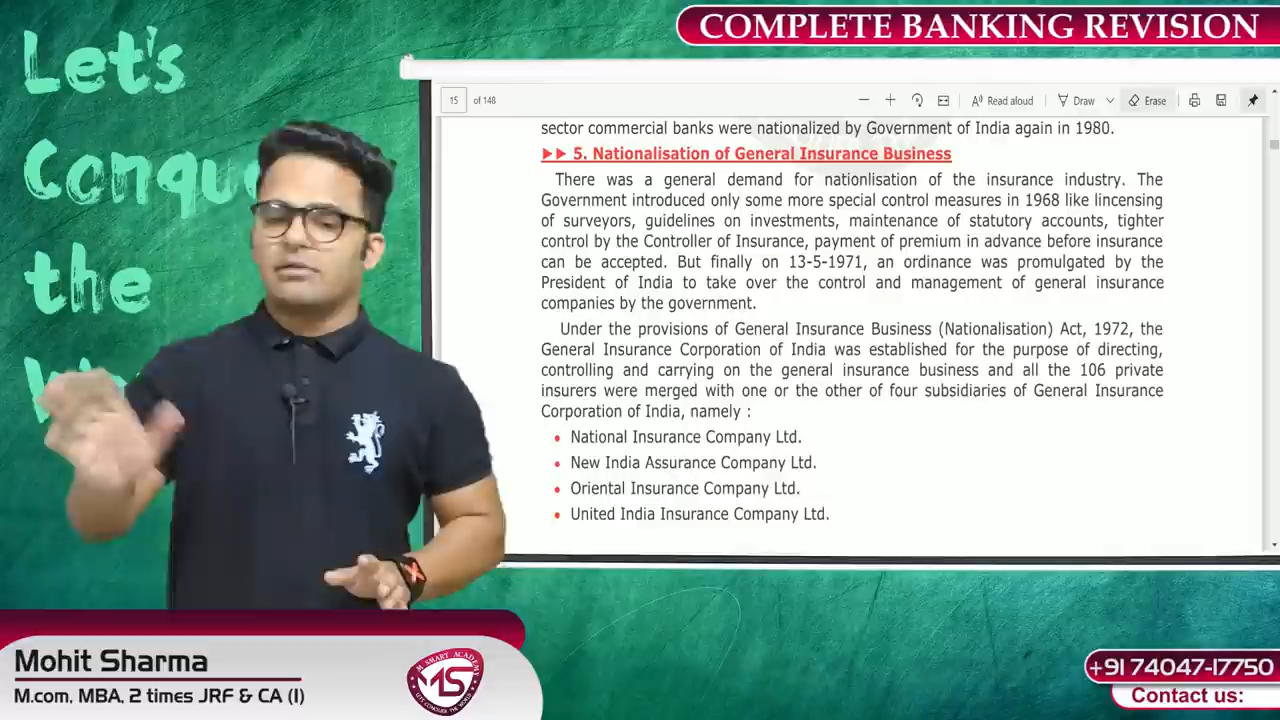 COMPLETE BANKING REVISION
Let's
the
15 of 148
Read aloud
Draw
Erase
sector commercial banks were nationalized by Government of India again in 1980.
5. Nationalisation of General Insurance Business
There was a general demand for nationlisation of the insurance industry. The
Government introduced only some more special control measures in 1968 like lincensing
of surveyors, guidelines on investments, maintenance of statutory accounts, tighter
control by the Controller of Insurance, payment of premium in advance before insurance
can be accepted. But finally on 13-5-1971, an ordinance was promulgated by the
President of India to take over the control and management of general insurance
companies by the government.
Under the provisions of General Insurance Business (Nationalisation) Act, 1972, the
General Insurance Corporation of India was established for the purpose of directing,
controlling and carrying on the general insurance business and all the 106 private
insurers were merged with one or the other of four subsidiaries of General Insurance
Corporation of India, namely :
• National Insurance Company Ltd.
• New India Assurance Company Ltd.
• Oriental Insurance Company Ltd.
• United India Insurance Company Ltd.
Mohit Sharma
M.com, MBA, 2 times JRF & CA (I)
M SMART ACADEMY
MS
LETS CONQUER THE WORLD
+91 74047-17750
Contact us: